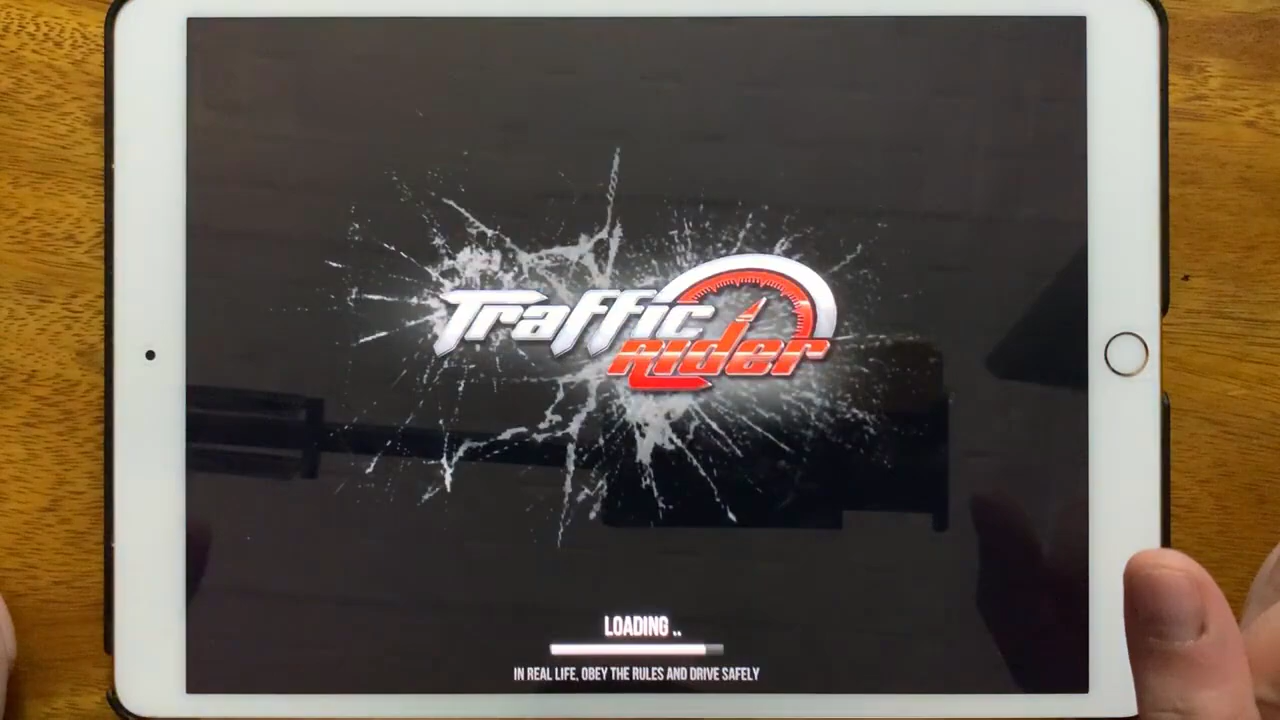 Traffic
Rider
LOADING ..
IN REAL LIFE, OBEY THE RULES AND DRIVE SAFELY